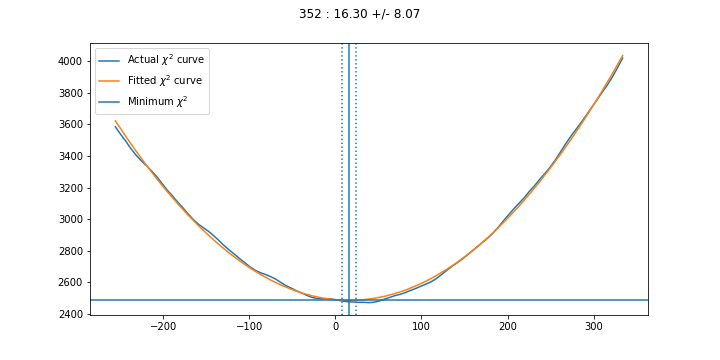 352 : 16.30 +/- 8.07
Actual χ² curve
Fitted χ² curve
Minimum χ²
4000
3800
3600
3400
3200
3000
2800
2600
2400
−200 −100 0 100 200 300